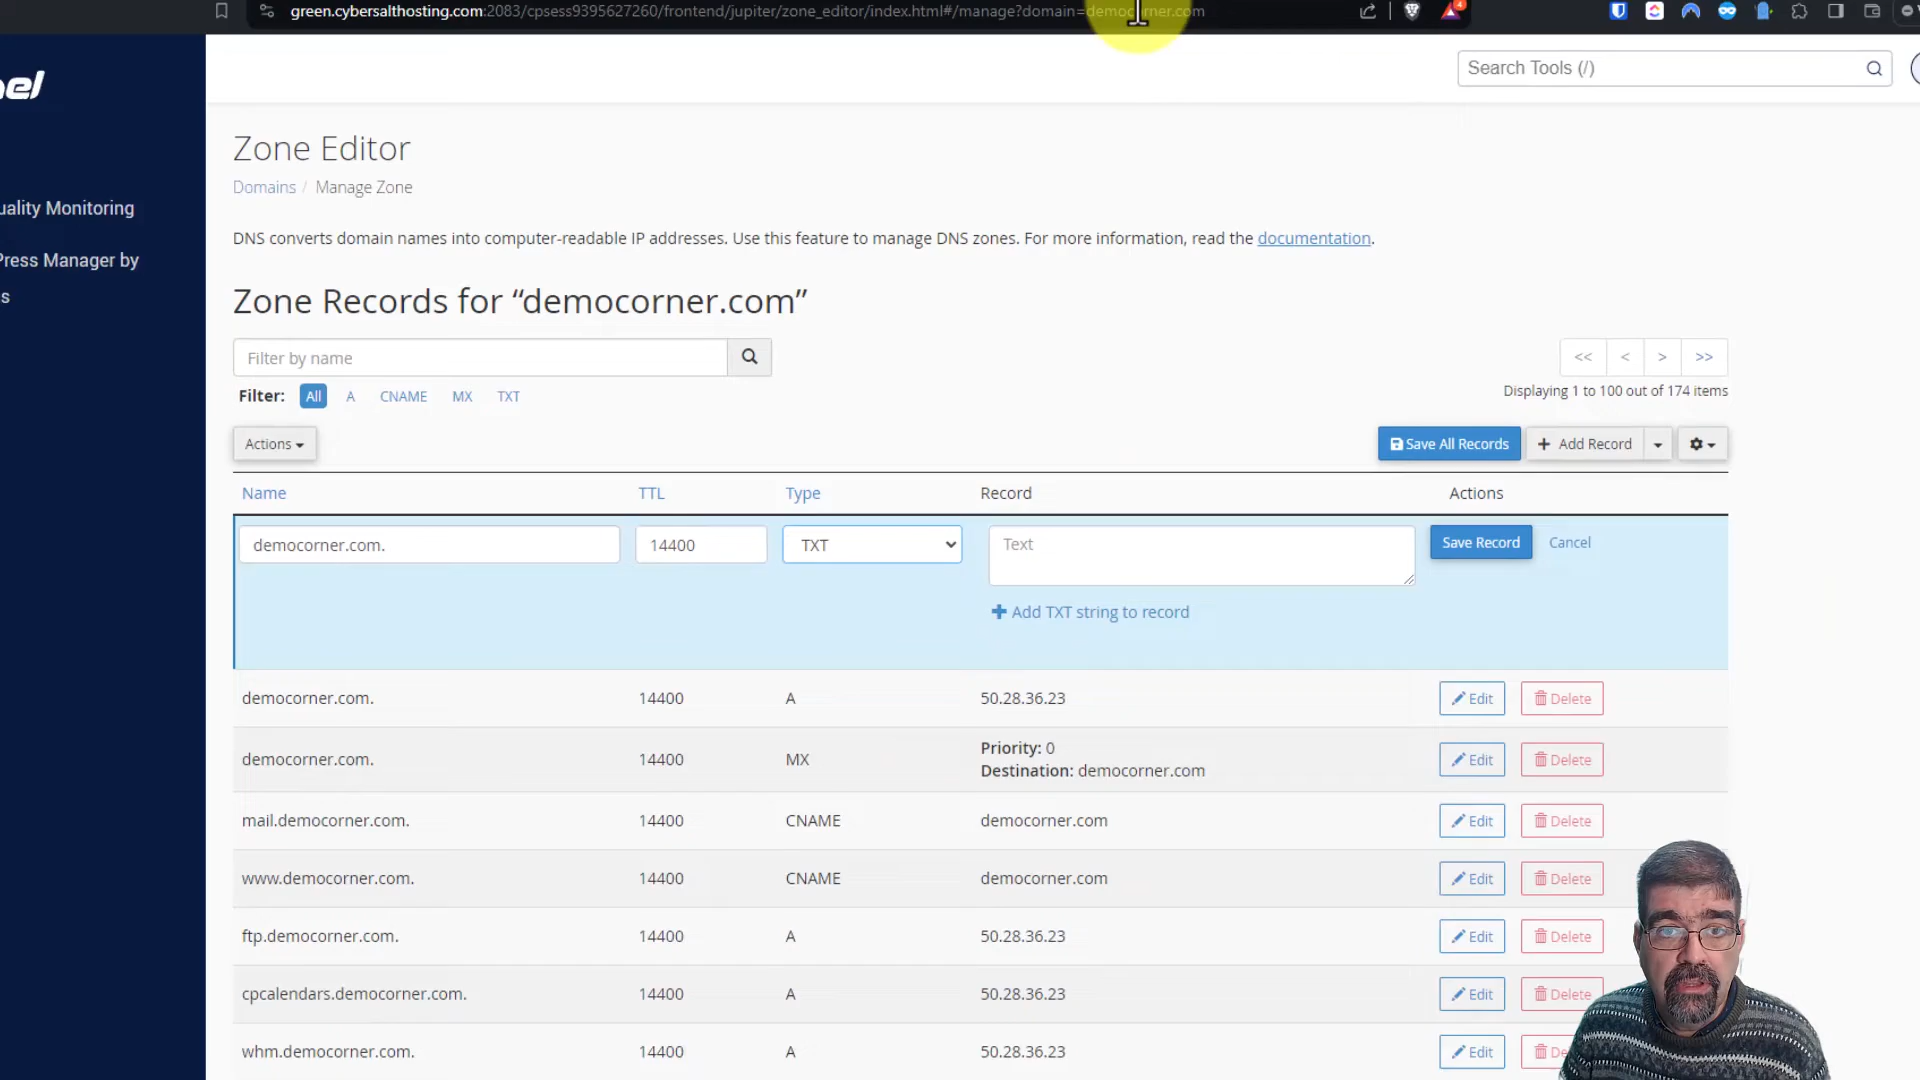 green.cybersalthosting.com:2083/cpsess9395627260/frontend/jupiter/zone_editor/index.html#/manage?domain=democorner.com
4
Search Tools (/)
nel
uality Monitoring
Press Manager by
s
Zone Editor
Domains / Manage Zone
DNS converts domain names into computer-readable IP addresses. Use this feature to manage DNS zones. For more information, read the documentation.
Zone Records for “democorner.com”
Filter by name
<< < > >>
Filter: All A CNAME MX TXT
Displaying 1 to 100 out of 174 items
Actions
Save All Records + Add Record
Name TTL Type Record Actions
democorner.com. 14400 TXT Text Save Record Cancel
+ Add TXT string to record
democorner.com. 14400 A 50.28.36.23 Edit Delete
democorner.com. 14400 MX Priority: 0 Edit Delete
Destination: democorner.com
mail.democorner.com. 14400 CNAME democorner.com Edit Delete
www.democorner.com. 14400 CNAME democorner.com Edit Delete
ftp.democorner.com. 14400 A 50.28.36.23 Edit Delete
cpcalendars.democorner.com. 14400 A 50.28.36.23 Edit Delete
whm.democorner.com. 14400 A 50.28.36.23 Edit De